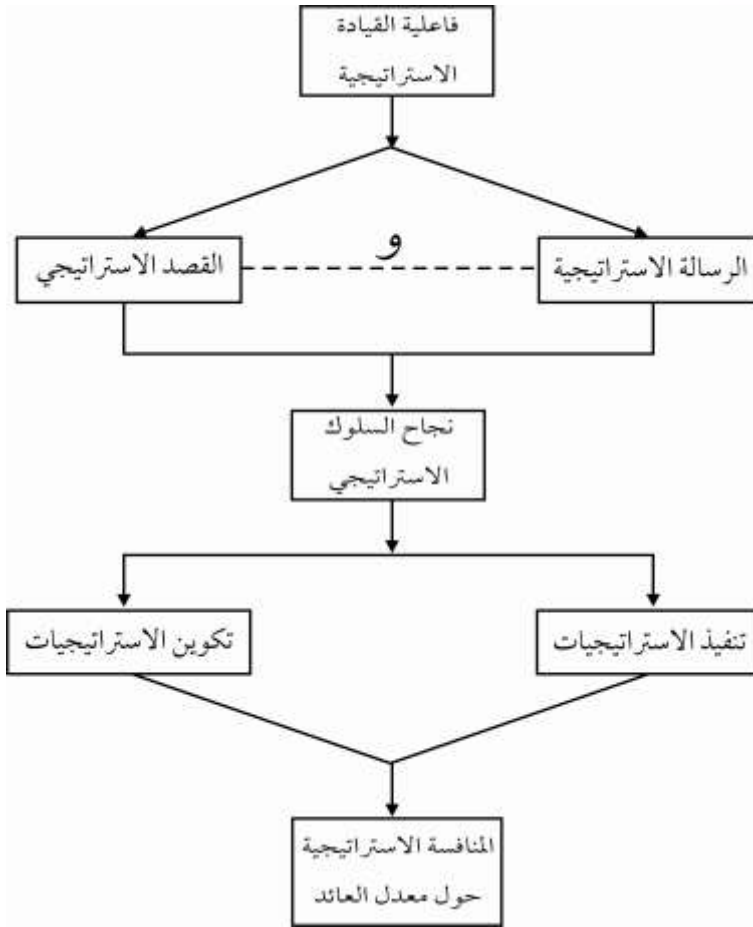 فاعلية القيادة
الاستراتيجية
الرسالة الاستراتيجية
و
القصد الاستراتيجي
نجاح السلوك
الاستراتيجي
تنفيذ الاستراتيجيات
تكوين الاستراتيجيات
المنافسة الاستراتيجية
حول معدل العائد